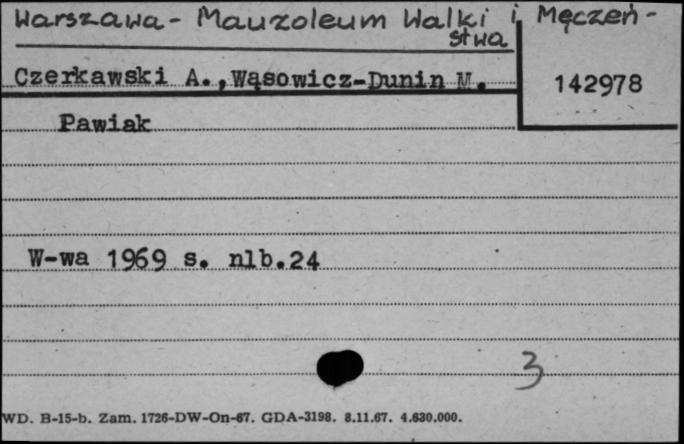 Warszawa - Mauzoleum Walki i Męczeń-
stwa
Czerkawski A., Wąsowicz-Dunin M.
142978
Pawiak
W-wa 1969 s. nlb.24
3
WD. B-15-b. Zam. 1726-DW-On-67. GDA-3198. 8.11.67. 4.630.000.